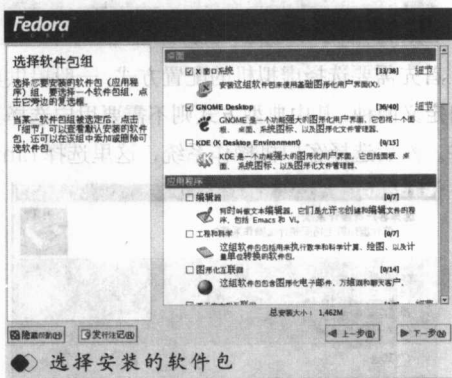 Fedora
选择软件包组
选择您要安装的软件包（应用程序）组，要选择一个软件包组，点击它旁边的复选框。
当某一软件包组被选定后，点击「细节」可以查看默认安装的软件包，还可以在该组中添加或删除可选软件包。
桌面
X 窗口系统 [33/36] 细节
安装这组软件包来使用基础图形化用户界面(X)。
GNOME Desktop [30/40] 细节
GNOME 是一个功能强大的图形化用户界面，它包括一个面板、桌面、系统图标、以及图形化文件管理器。
KDE (K Desktop Environment) [0/15]
KDE 是一个功能强大的图形化用户界面，它包括面板、桌面、系统图标、以及图形化文件管理器。
应用程序
编辑器 [0/7]
有时叫做文本编辑器，它们是允许您创建和编辑文件的程序，包括 Emacs 和 Vi。
工程和科学 [0/7]
这组软件包包括用来执行数学和科学计算、绘图、以及计量单位转换的软件包。
图形化互联网 [0/14]
这组软件包包含图形化电子邮件、万维网和聊天客户。
总安装大小：1,462M
隐藏帮助(H) 发行注记(R) 上一步(B) 下一步(N)
选择安装的软件包